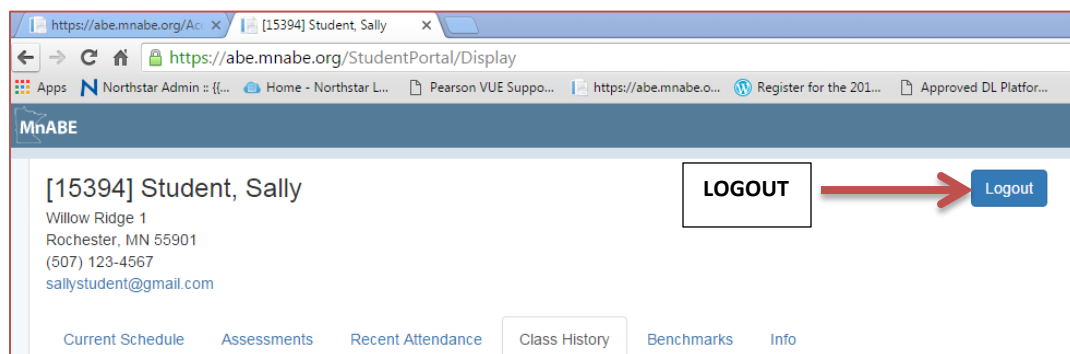 https://abe.mnabe.org/Ac
[15394] Student, Sally
https://abe.mnabe.org/StudentPortal/Display
Apps Northstar Admin :: {{... Home - Northstar L... Pearson VUE Suppo... https://abe.mnabe.o... Register for the 201... Approved DL Platfor...
MnABE
[15394] Student, Sally
LOGOUT
Logout
Willow Ridge 1
Rochester, MN 55901
(507) 123-4567
sallystudent@gmail.com
Current Schedule Assessments Recent Attendance Class History Benchmarks Info